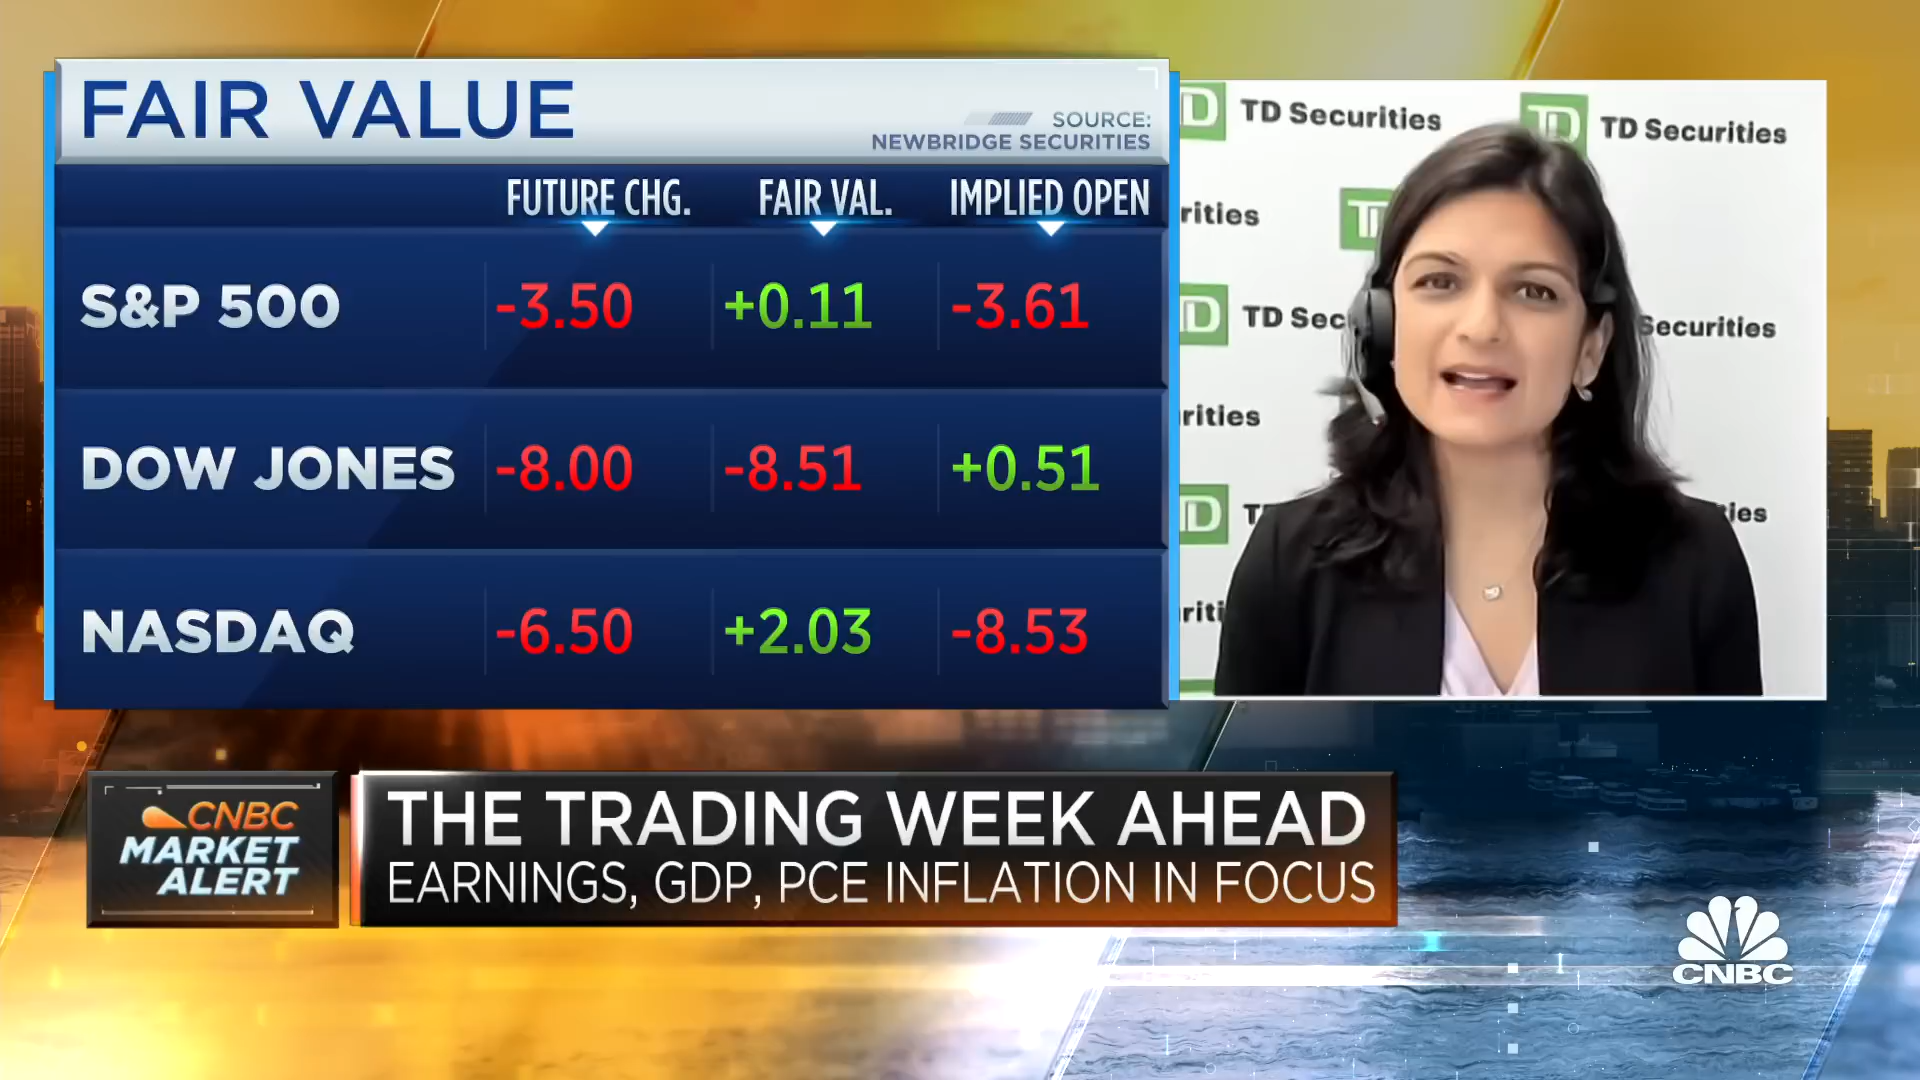 FAIR VALUE
SOURCE:
NEWBRIDGE SECURITIES
FUTURE CHG. FAIR VAL. IMPLIED OPEN
S&P 500 -3.50 +0.11 -3.61
DOW JONES -8.00 -8.51 +0.51
NASDAQ -6.50 +2.03 -8.53
TD Securities TD Securities
rities
TD Sec Securities
rities
ies
riti
CNBC
MARKET
ALERT
THE TRADING WEEK AHEAD
EARNINGS, GDP, PCE INFLATION IN FOCUS
CNBC